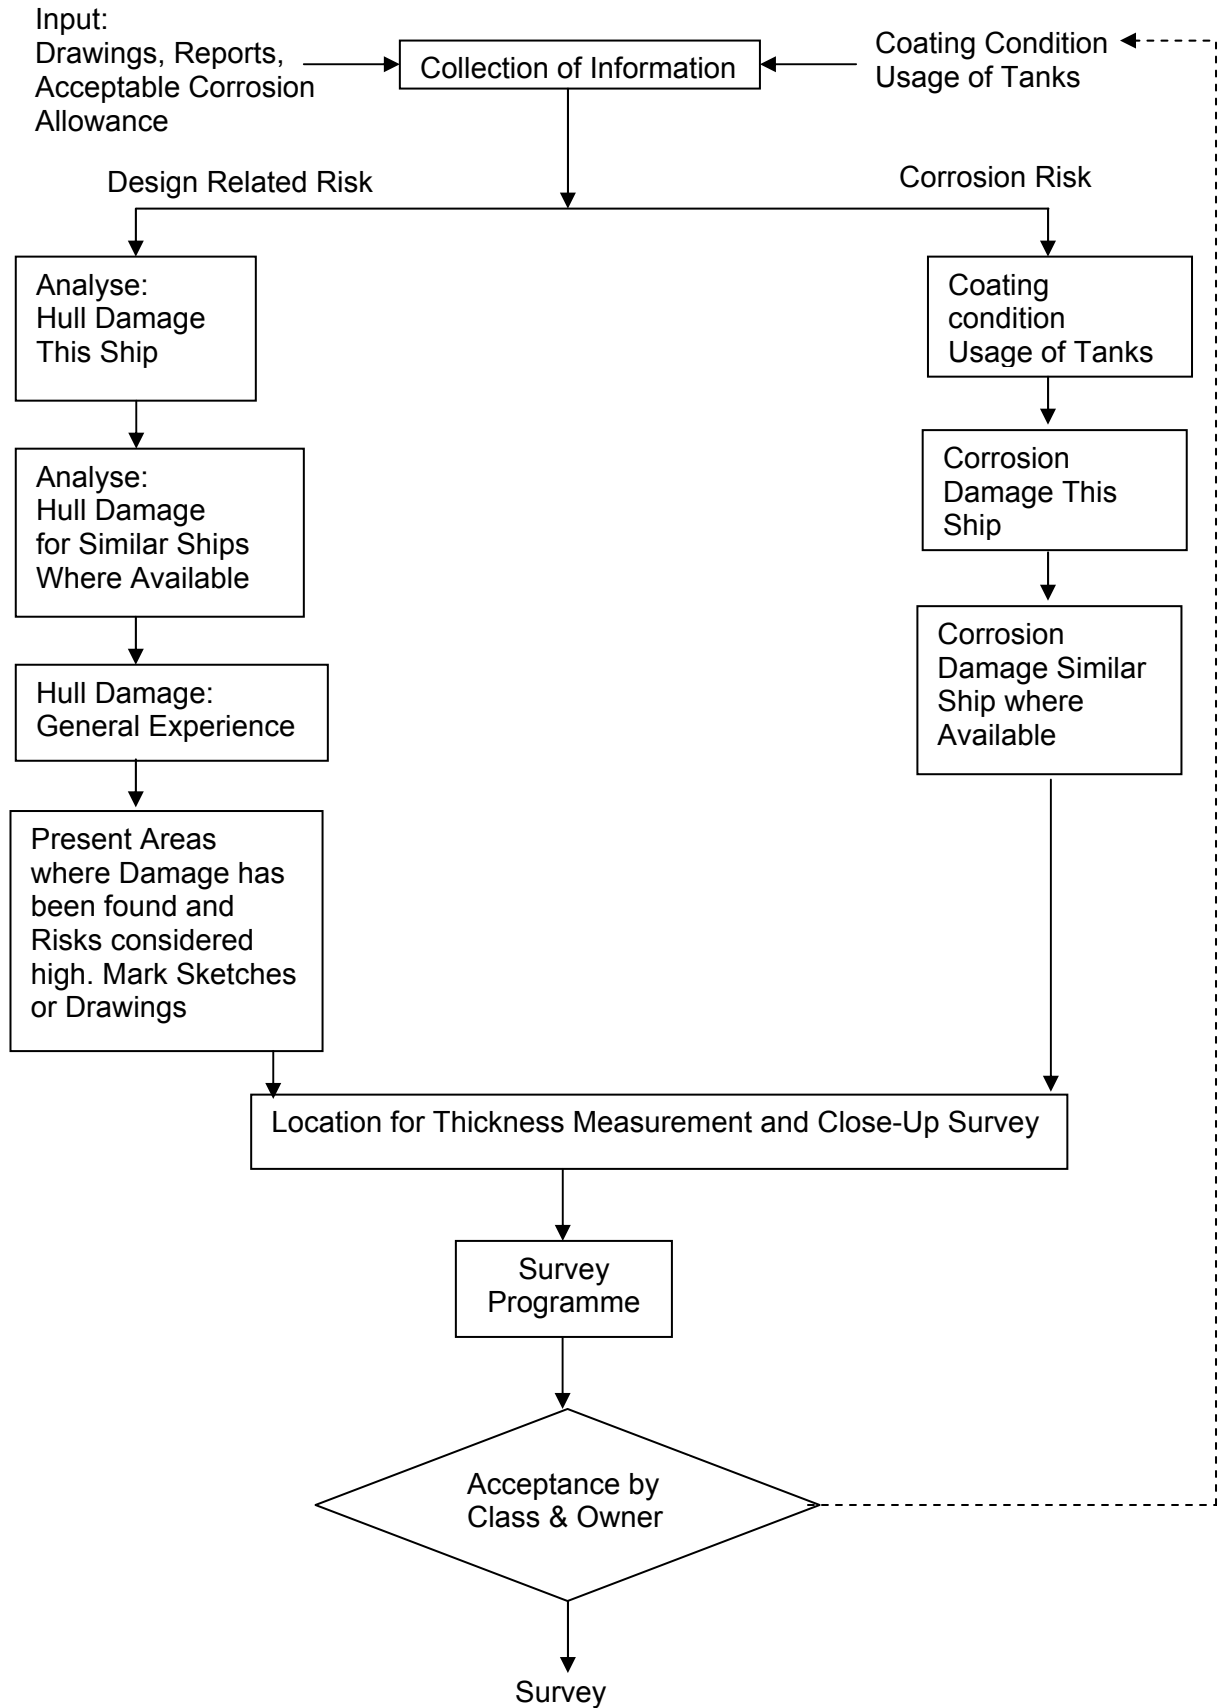 Input:
Drawings, Reports,
Acceptable Corrosion
Allowance
Collection of Information
Coating Condition
Usage of Tanks
Design Related Risk
Corrosion Risk
Analyse:
Hull Damage
This Ship
Analyse:
Hull Damage
for Similar Ships
Where Available
Hull Damage:
General Experience
Present Areas
where Damage has
been found and
Risks considered
high. Mark Sketches
or Drawings
Coating
condition
Usage of Tanks
Corrosion
Damage This
Ship
Corrosion
Damage Similar
Ship where
Available
Location for Thickness Measurement and Close-Up Survey
Survey
Programme
Acceptance by
Class & Owner
Survey